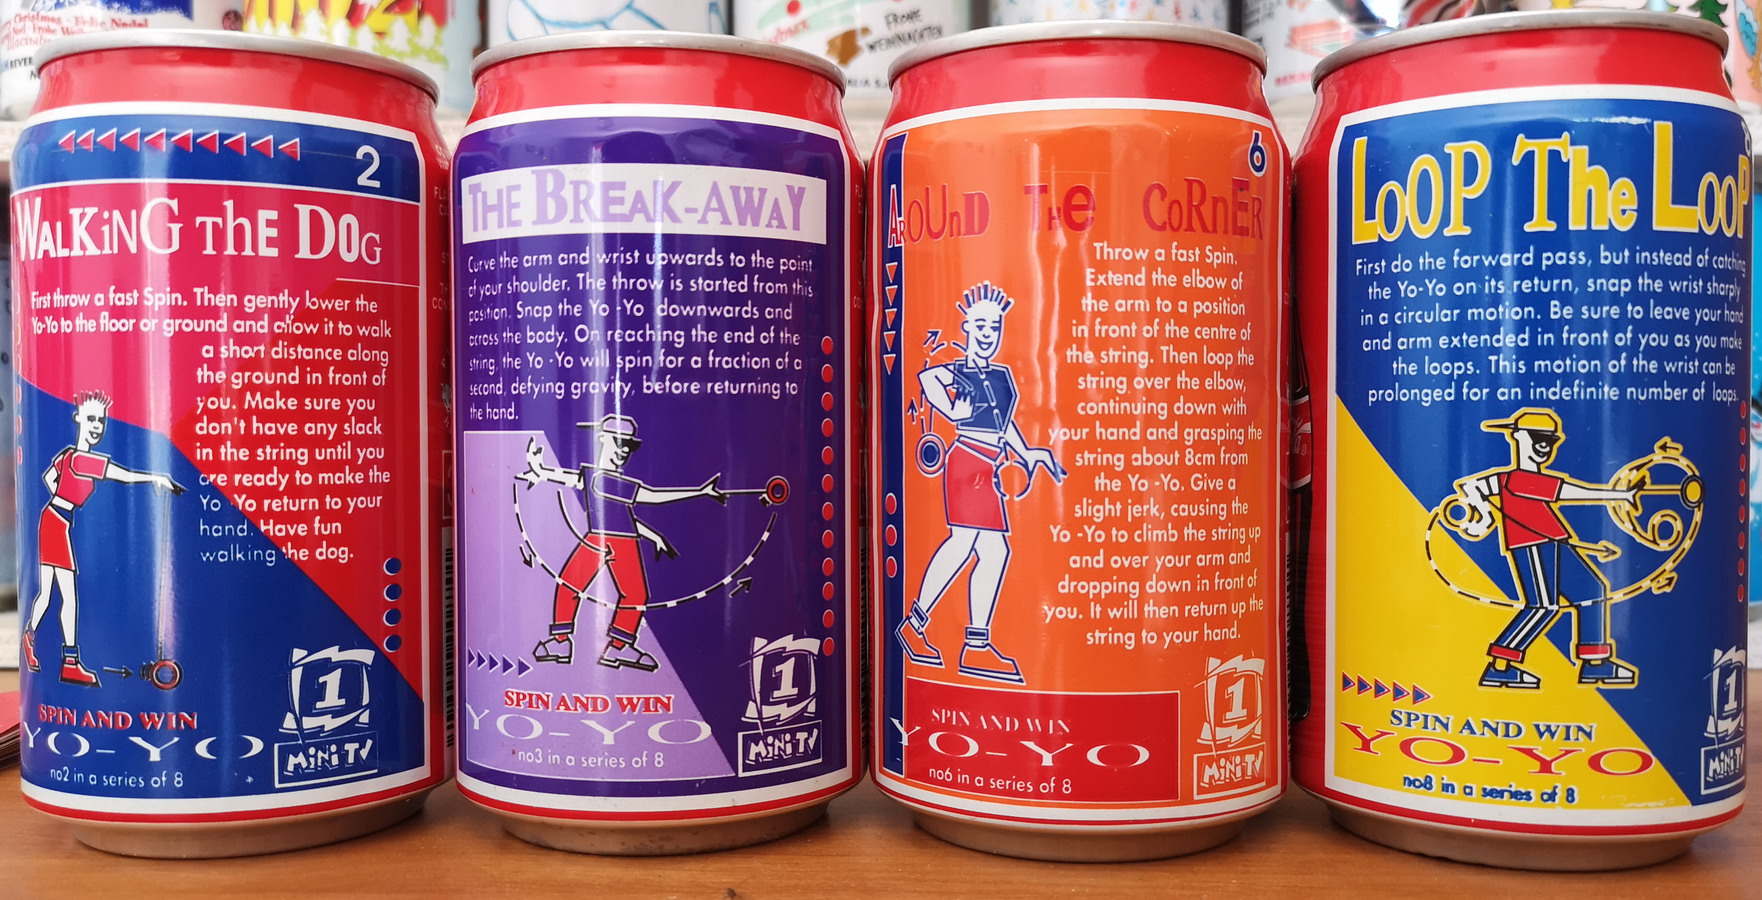 Christmas - Feliz Nadal
FROHE
WEIHNACHTEN
2
WALKING THE DOG
First throw a fast Spin. Then gently lower the
Yo-Yo to the floor or ground and allow it to walk
a short distance along
the ground in front of
you. Make sure you
don't have any slack
in the string until you
are ready to make the
Yo -Yo return to your
hand. Have fun
walking the dog.
SPIN AND WIN
YO-YO
no2 in a series of 8
1
MiNiTV
THE BREAK-AWAY
Curve the arm and wrist upwards to the point
of your shoulder. The throw is started from this
position. Snap the Yo -Yo downwards and
across the body. On reaching the end of the
string, the Yo -Yo will spin for a fraction of a
second, defying gravity, before returning to
the hand.
SPIN AND WIN
YO-YO
no3 in a series of 8
1
MiNiTV
6
AROUND THE CORNER
Throw a fast Spin.
Extend the elbow of
the arm to a position
in front of the centre of
the string. Then loop the
string over the elbow,
continuing down with
your hand and grasping the
string about 8cm from
the Yo -Yo. Give a
slight jerk, causing the
Yo -Yo to climb the string up
and over your arm and
dropping down in front of
you. It will then return up the
string to your hand.
SPIN AND WIN
YO-YO
no6 in a series of 8
1
MiNiTV
LOOP The LOOP
First do the forward pass, but instead of catching
the Yo-Yo on its return, snap the wrist sharply
in a circular motion. Be sure to leave your hand
and arm extended in front of you as you make
the loops. This motion of the wrist can be
prolonged for an indefinite number of loops.
SPIN AND WIN
YO-YO
no8 in a series of 8
1
MiNiTV